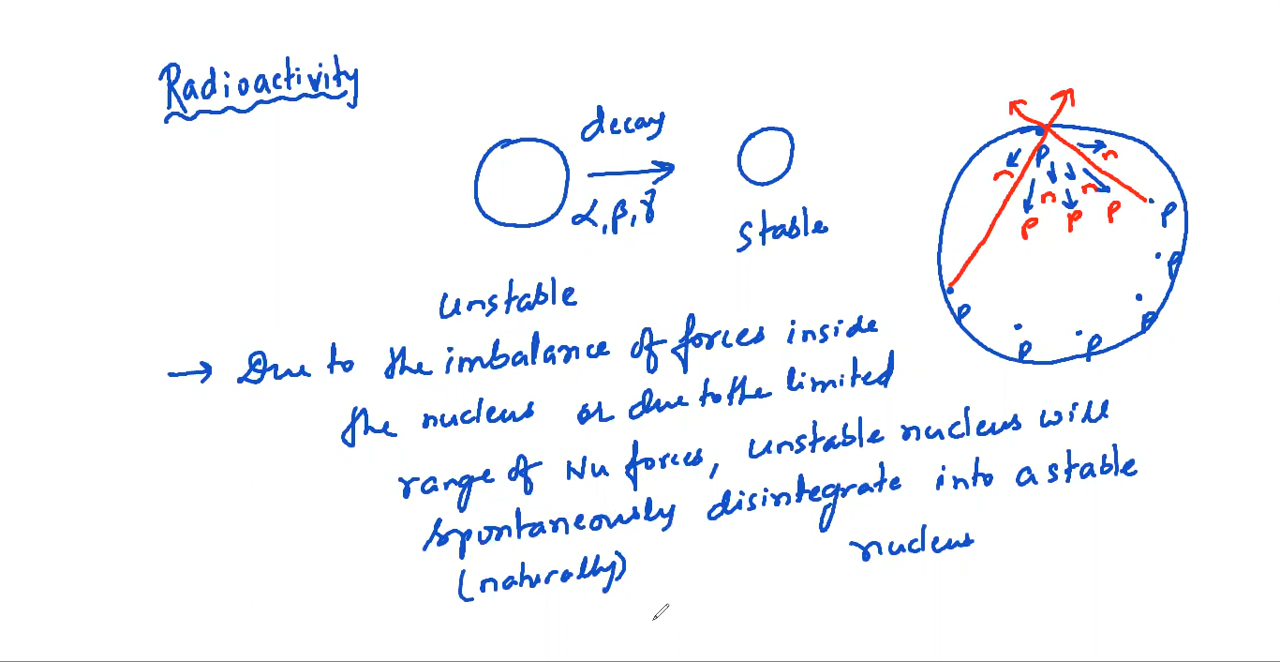 Radioactivity
decay
α, β, γ
stable
unstable
→ Due to the imbalance of forces inside
the nucleus or due to the limited
range of Nu forces, unstable nucleus will
spontaneously disintegrate into a stable
(naturally) nucleus
p
n n
n n
p p p
p
p
p p
p p